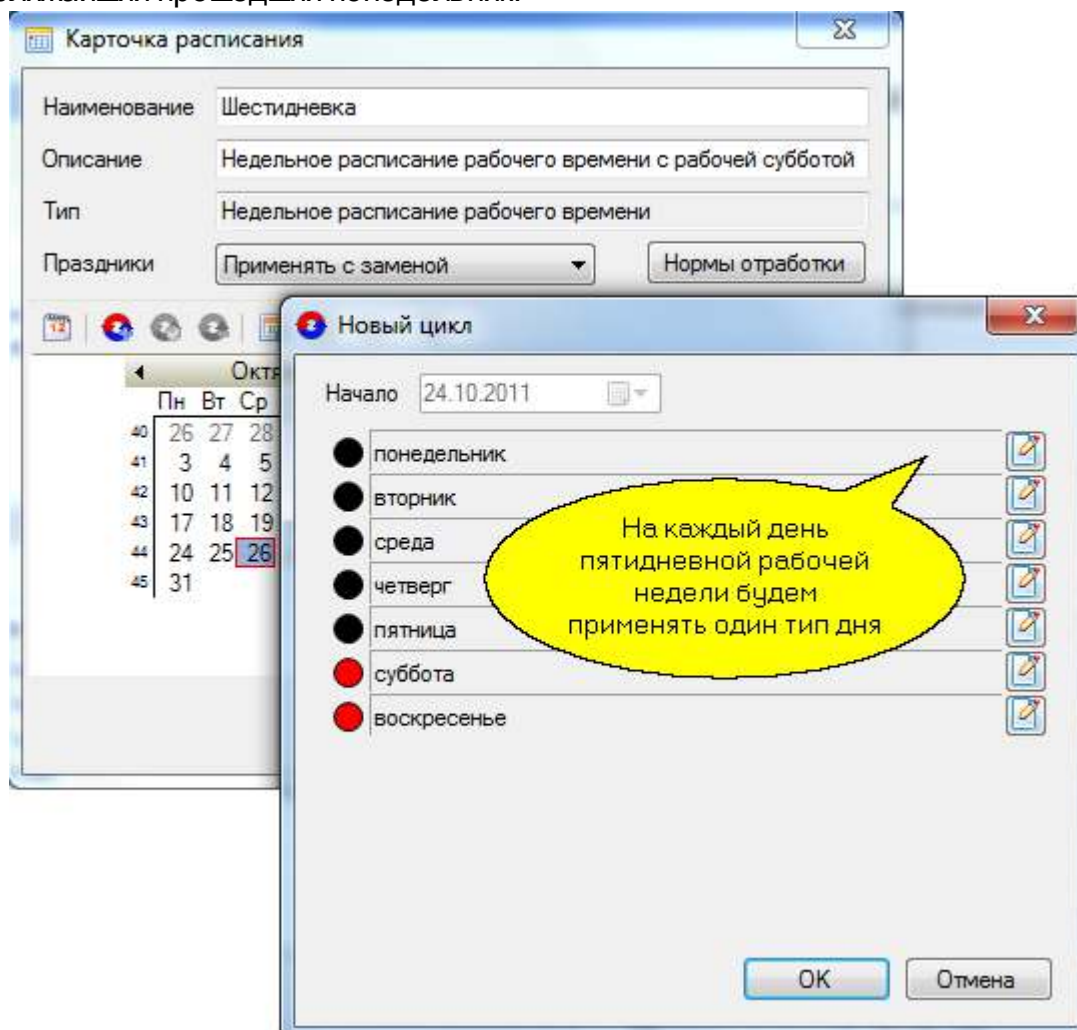 Карточка расписания
Наименование Шестидневка
Описание Недельное расписание рабочего времени с рабочей субботой
Тип Недельное расписание рабочего времени
Праздники Применять с заменой Нормы отработки
12
Новый цикл
Начало 24.10.2011
Пн Вт Ср
40 26 27 28
41 3 4 5
42 10 11 12
43 17 18 19
44 24 25 26
45 31
понедельник
вторник
среда
четверг
пятница
суббота
воскресенье
На каждый день
пятидневной рабочей
недели будем
применять один тип дня
OK Отмена